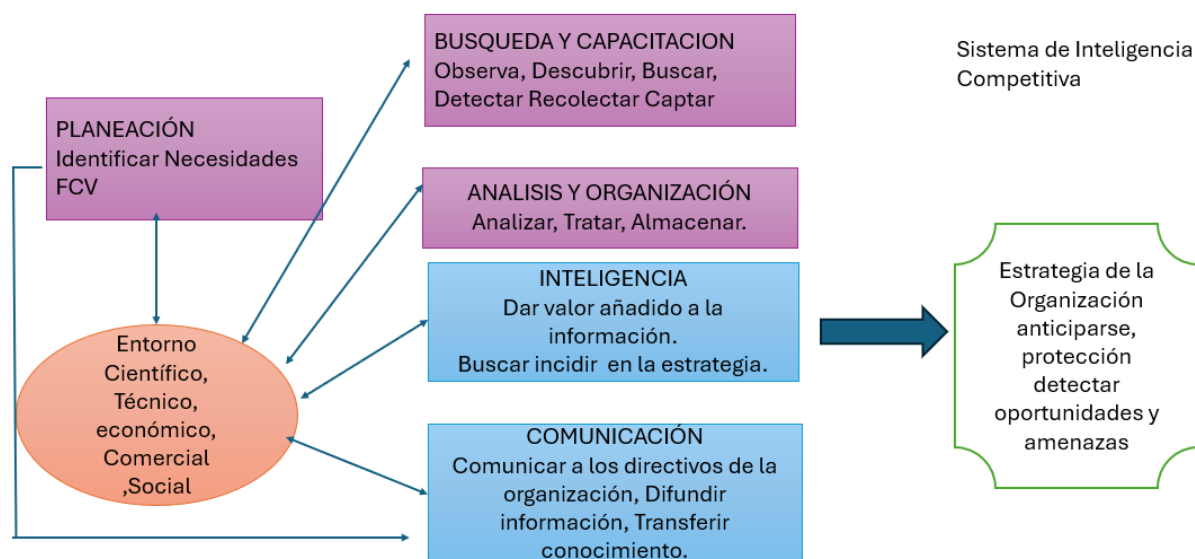 BUSQUEDA Y CAPACITACION
Observa, Descubrir, Buscar,
Detectar Recolectar Captar
Sistema de Inteligencia
Competitiva
PLANEACIÓN
Identificar Necesidades
FCV
ANALISIS Y ORGANIZACIÓN
Analizar, Tratar, Almacenar.
INTELIGENCIA
Dar valor añadido a la
información.
Buscar incidir en la estrategia.
Estrategia de la
Organización
anticiparse,
protección
detectar
oportunidades y
amenazas
Entorno
Científico,
Técnico,
económico,
Comercial
,Social
COMUNICACIÓN
Comunicar a los directivos de la
organización, Difundir
información, Transferir
conocimiento.